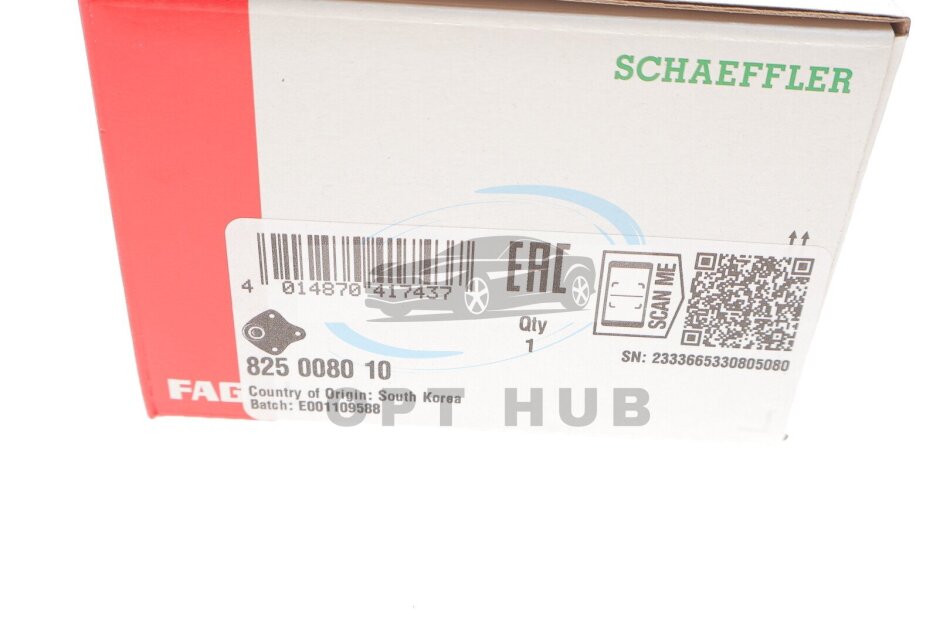 SCHAEFFLER
4 014870 417437
EAC
SCAN ME
Qty
1
SN: 2333665330805080
825 0080 10
Country of Origin: South Korea
Batch: E001109588
FAG
OPT HUB